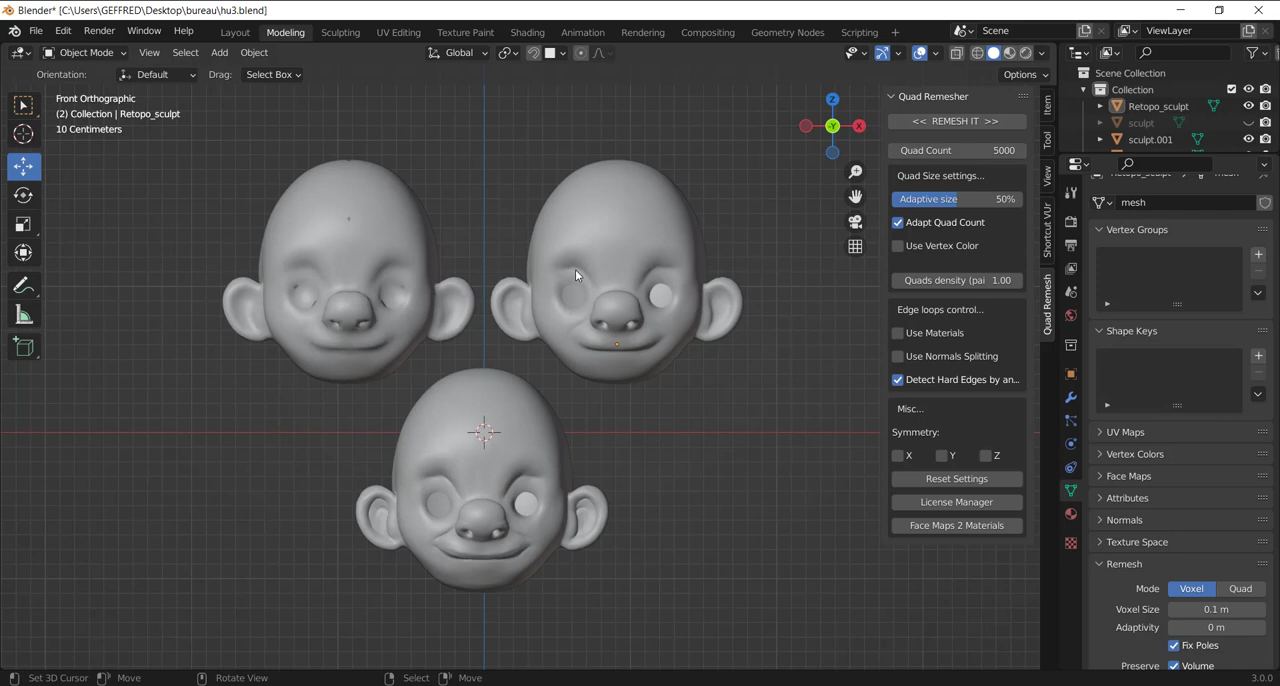 Blender* [C:\Users\GEFFRED\Desktop\bureau\hu3.blend]
File Edit Render Window Help Layout Modeling Sculpting UV Editing Texture Paint Shading Animation Rendering Compositing Geometry Nodes Scripting + Scene ViewLayer
Object Mode View Select Add Object Global
Orientation: Default Drag: Select Box Options
Front Orthographic
(2) Collection | Retopo_sculpt
10 Centimeters
Z
-Y
X
Quad Remesher
<< REMESH IT >>
Quad Count 5000
Quad Size settings...
Adaptive size 50%
Adapt Quad Count
Use Vertex Color
Quads density (pai 1.00
Edge loops control...
Use Materials
Use Normals Splitting
Detect Hard Edges by an...
Misc...
Symmetry:
X Y Z
Reset Settings
License Manager
Face Maps 2 Materials
Item
Tool
View
Shortcut VUr
Quad Remesh
Scene Collection
Collection
Retopo_sculpt
sculpt
sculpt.001
mesh
Vertex Groups
Shape Keys
UV Maps
Vertex Colors
Face Maps
Attributes
Normals
Texture Space
Remesh
Mode Voxel Quad
Voxel Size 0.1 m
Adaptivity 0 m
Fix Poles
Preserve Volume
Set 3D Cursor Move Rotate View Select Move 3.0.0